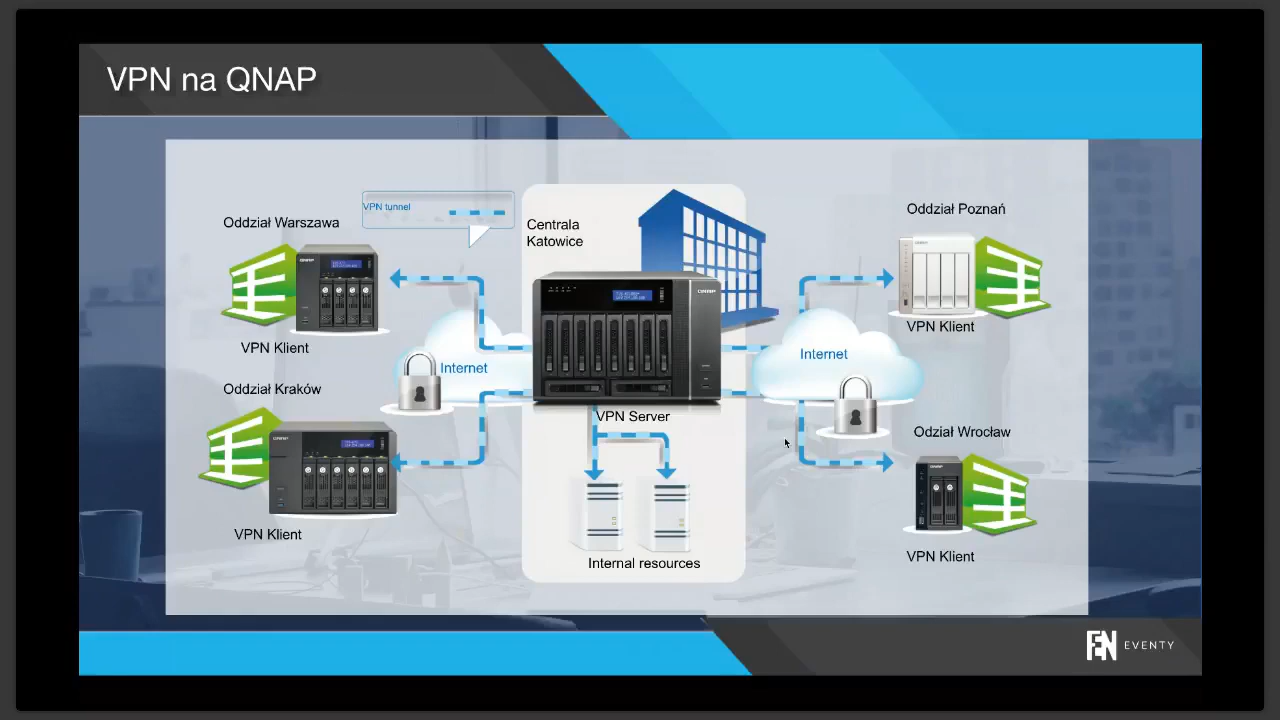 VPN na QNAP
VPN tunnel
Oddział Warszawa
VPN Klient
Oddział Kraków
VPN Klient
Internet
Centrala
Katowice
VPN Server
Internal resources
Internet
Oddział Poznań
VPN Klient
Odział Wrocław
VPN Klient
EN EVENTY